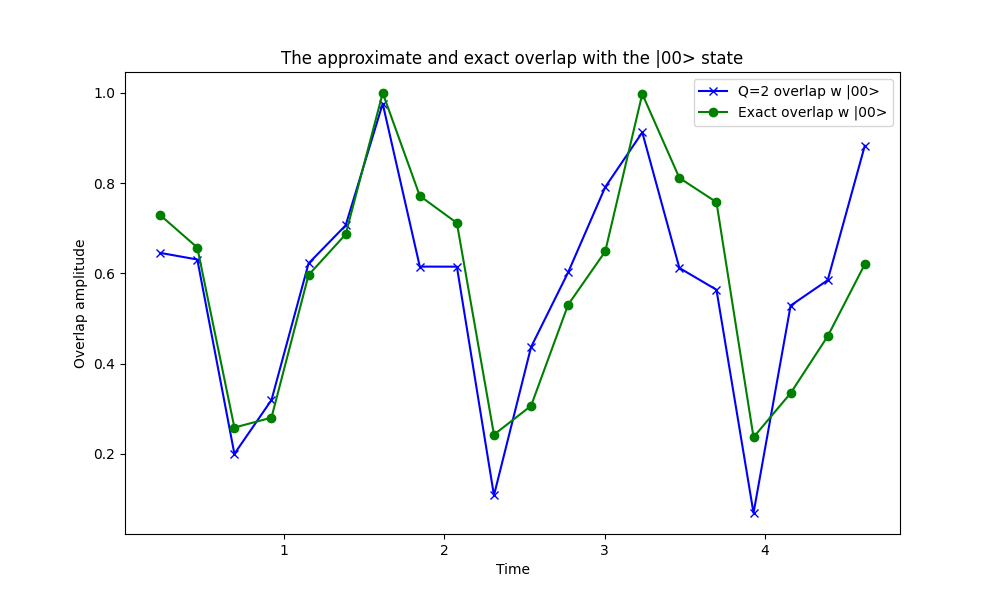 The approximate and exact overlap with the |00> state
Q=2 overlap w |00>
Exact overlap w |00>
Overlap amplitude
1.0
0.8
0.6
0.4
0.2
1 2 3 4
Time